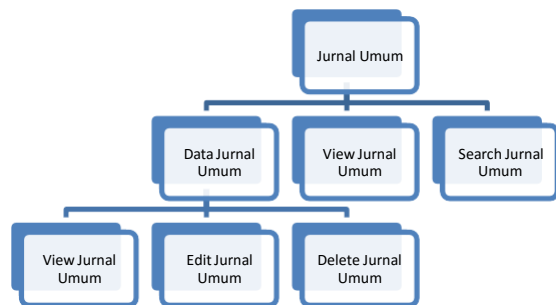 Jurnal Umum
Data Jurnal
Umum
View Jurnal
Umum
Search Jurnal
Umum
View Jurnal
Umum
Edit Jurnal
Umum
Delete Jurnal
Umum